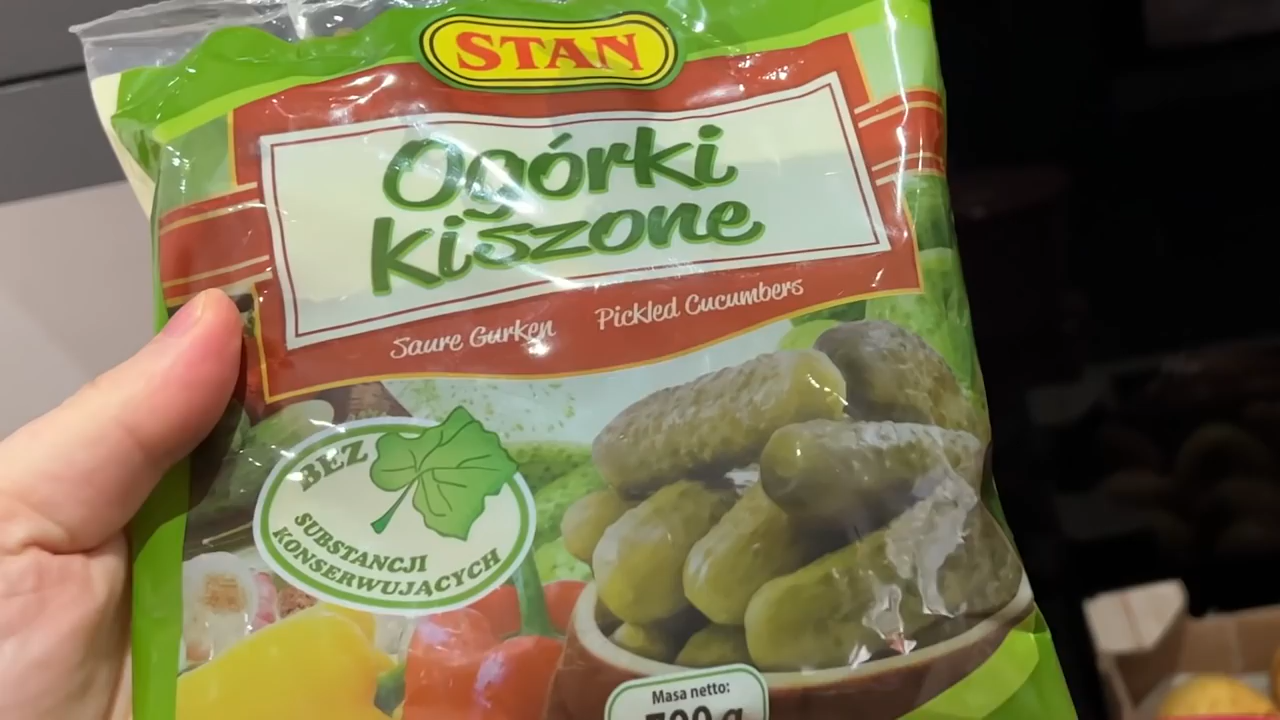 STAN
Ogórki
kiszone
Saure Gurken
Pickled Cucumbers
BEZ
SUBSTANCJI
KONSERWUJĄCYCH
Masa netto: